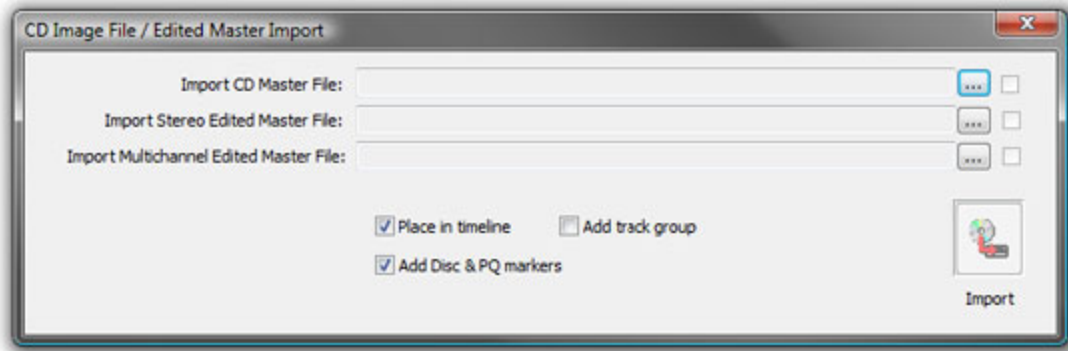 CD Image File / Edited Master Import
Import CD Master File: ...
Import Stereo Edited Master File: ...
Import Multichannel Edited Master File: ...
Place in timeline Add track group
Add Disc & PQ markers
Import